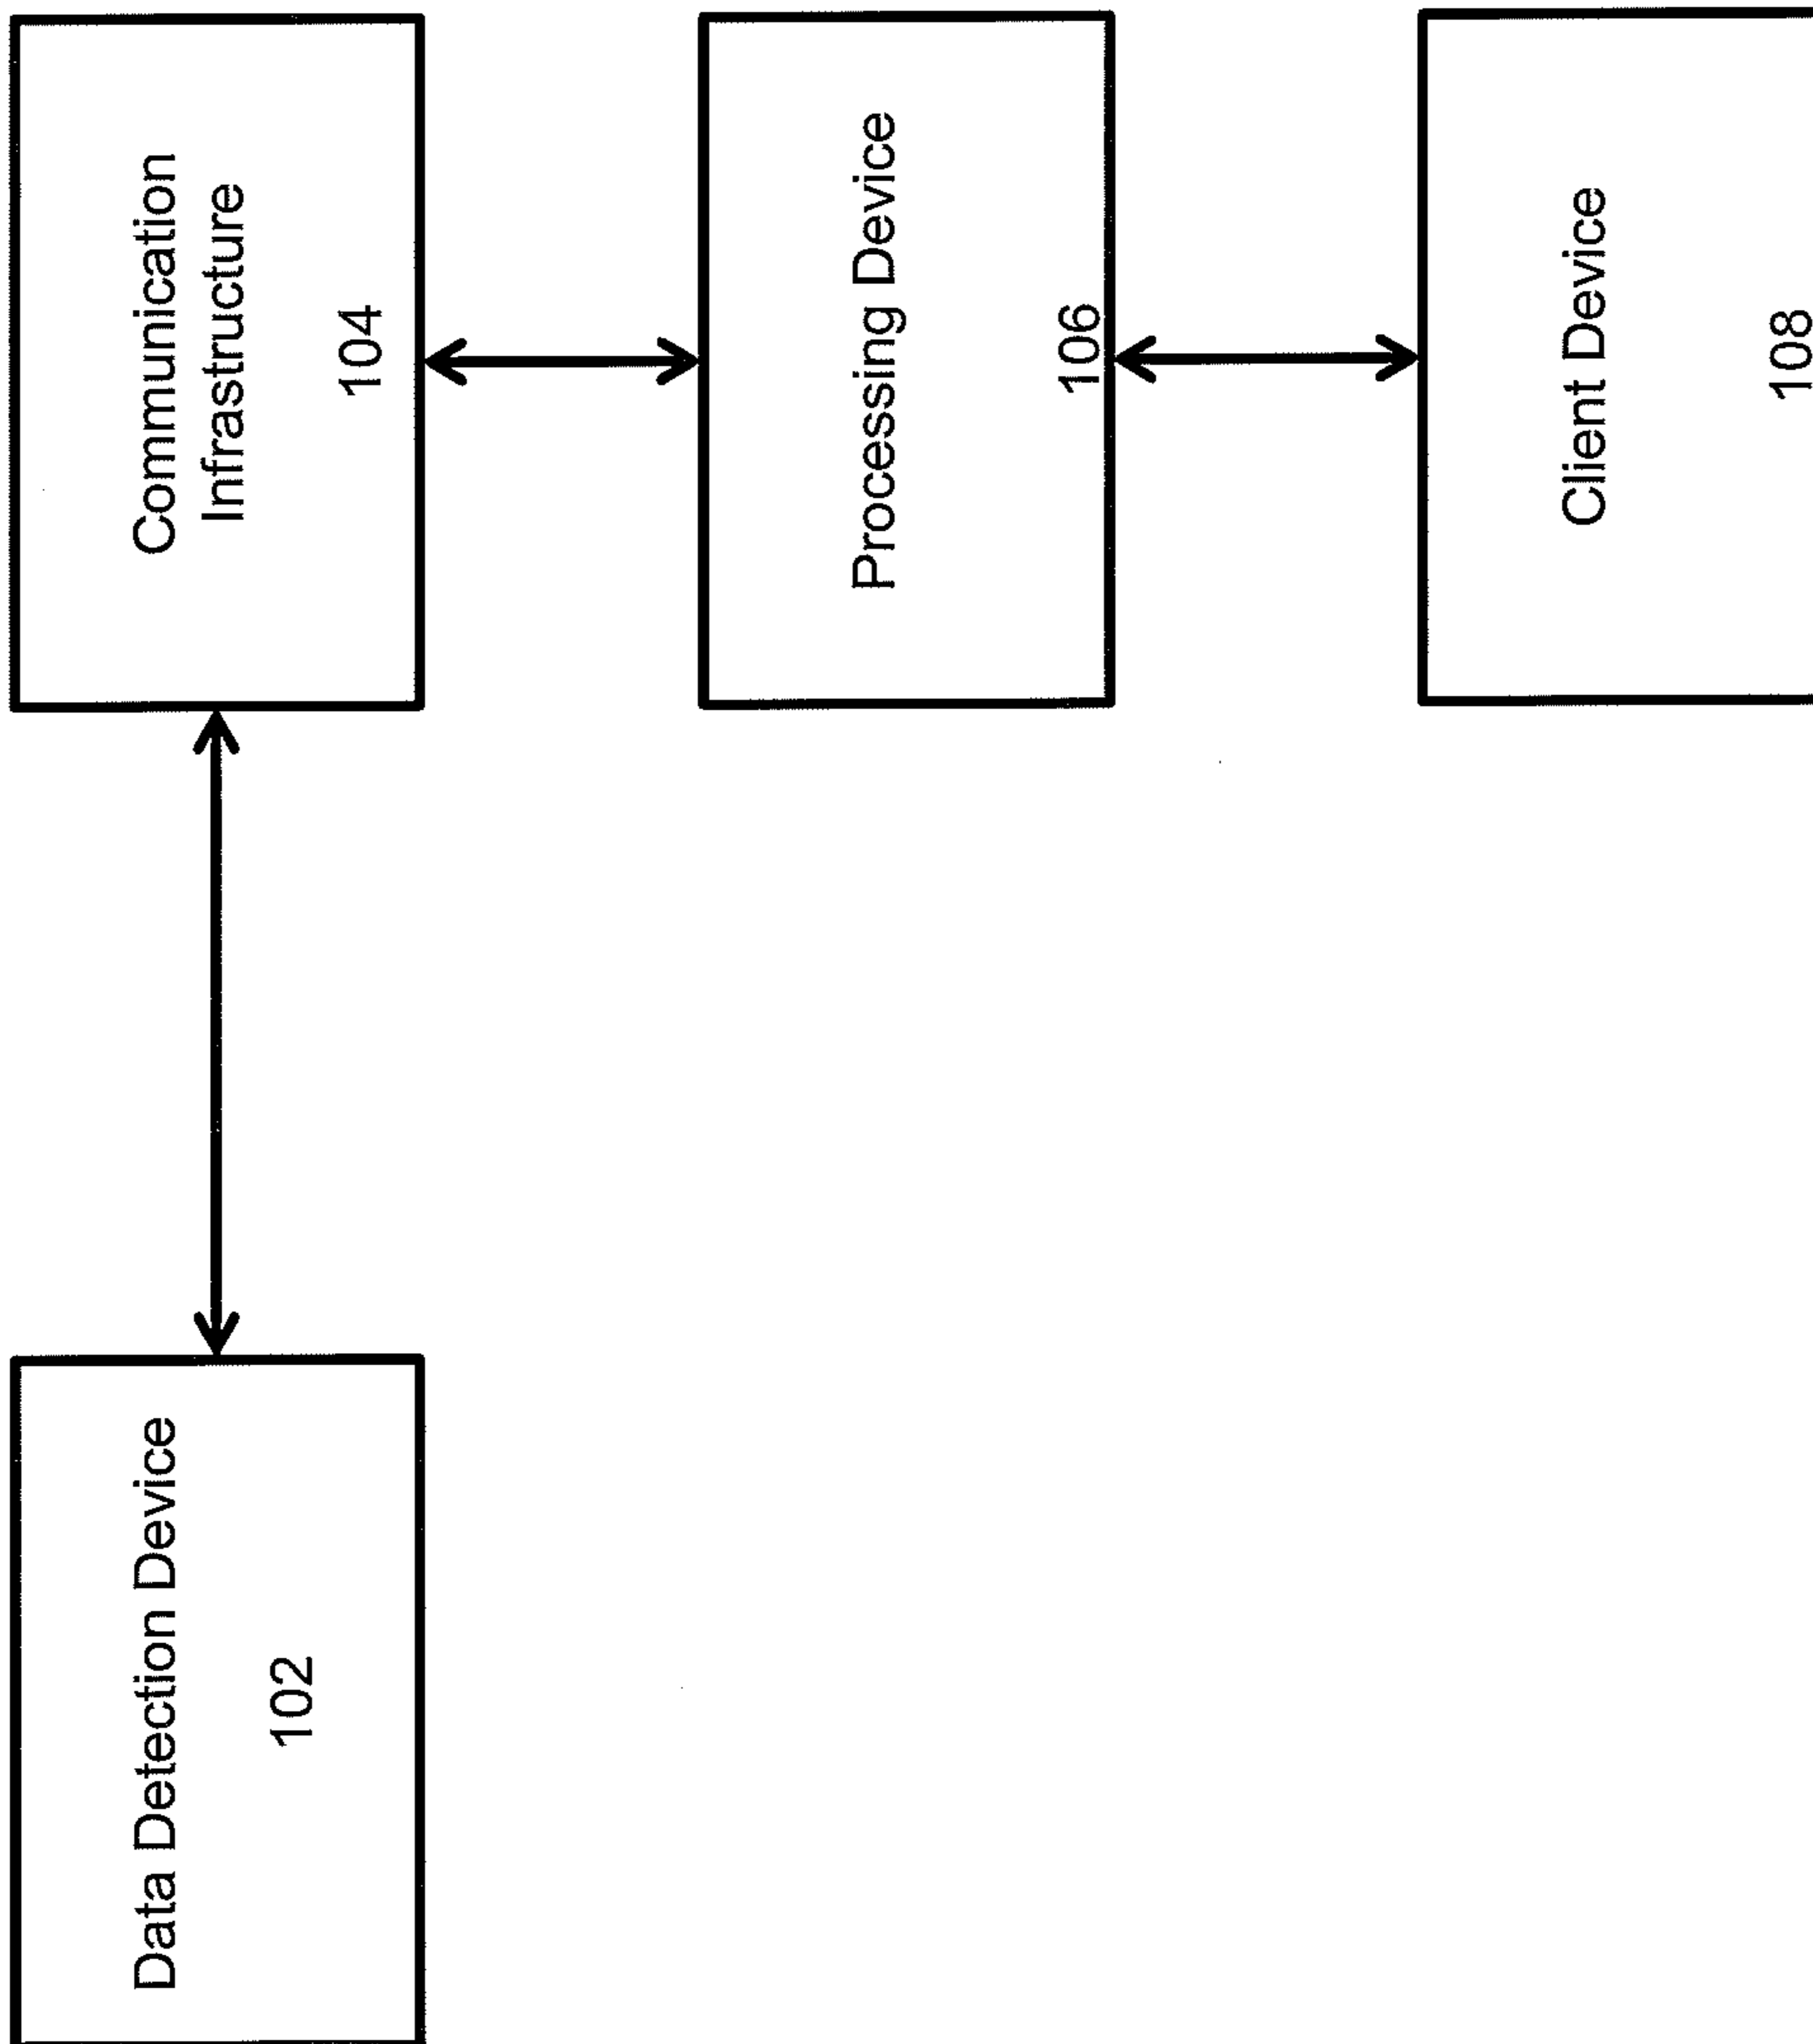 Data Detection Device
102
Communication
Infrastructure
104
Processing Device
106
Client Device
108